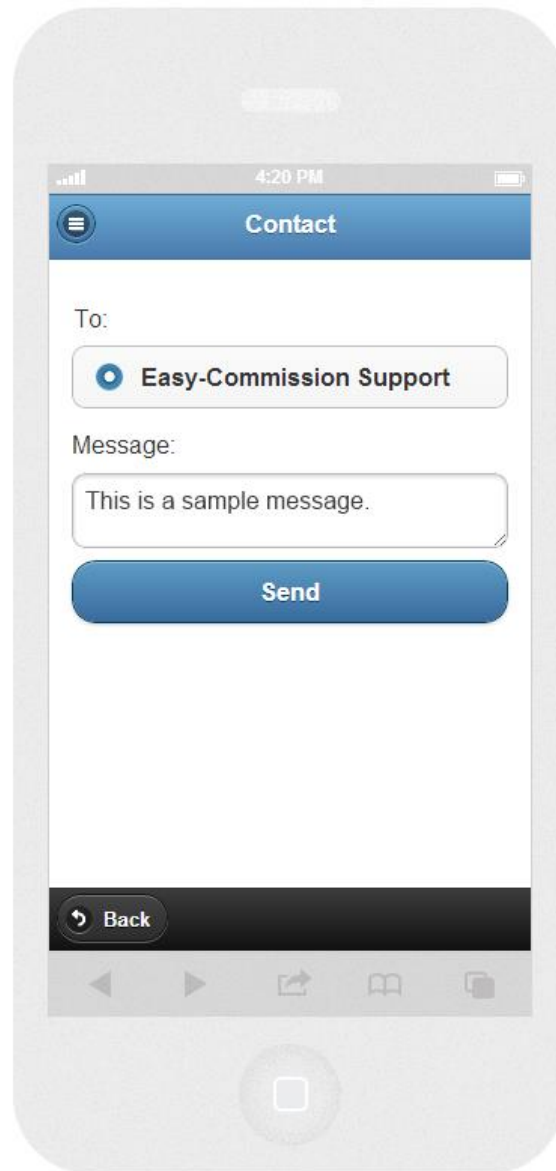 4:20 PM
Contact
To:
Easy-Commission Support
Message:
This is a sample message.
Send
Back